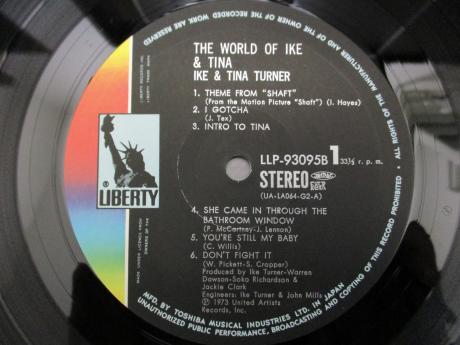 THE WORLD OF IKE
& TINA
IKE & TINA TURNER
1. THEME FROM "SHAFT"
(From the Motion Picture "Shaft") (I. Hayes)
2. I GOTCHA
(J. Tex)
3. INTRO TO TINA
LLP-93095B 1 33⅓ r. p. m.
STEREO
(UA-LA064-G2-A)
® LIBERTY
4. SHE CAME IN THROUGH THE
BATHROOM WINDOW
(P. McCartney-J. Lennon)
5. YOU'RE STILL MY BABY
(C. Willis)
6. DON'T FIGHT IT
(W. Pickett-S. Cropper)
Produced by Ike Turner-Warren
Dawson-Soko Richardson &
Jackie Clark
Engineers: Ike Turner & John Mills
Ⓟ 1973 United Artists
Records, Inc.
MFD. BY TOSHIBA MUSICAL INDUSTRIES LTD. IN JAPAN
ALL RIGHTS OF THE MANUFACTURER AND OF THE OWNER OF THE RECORDED WORK ARE RESERVED.
UNAUTHORIZED PUBLIC PERFORMANCE, BROADCASTING AND COPYING OF THIS RECORD PROHIBITED